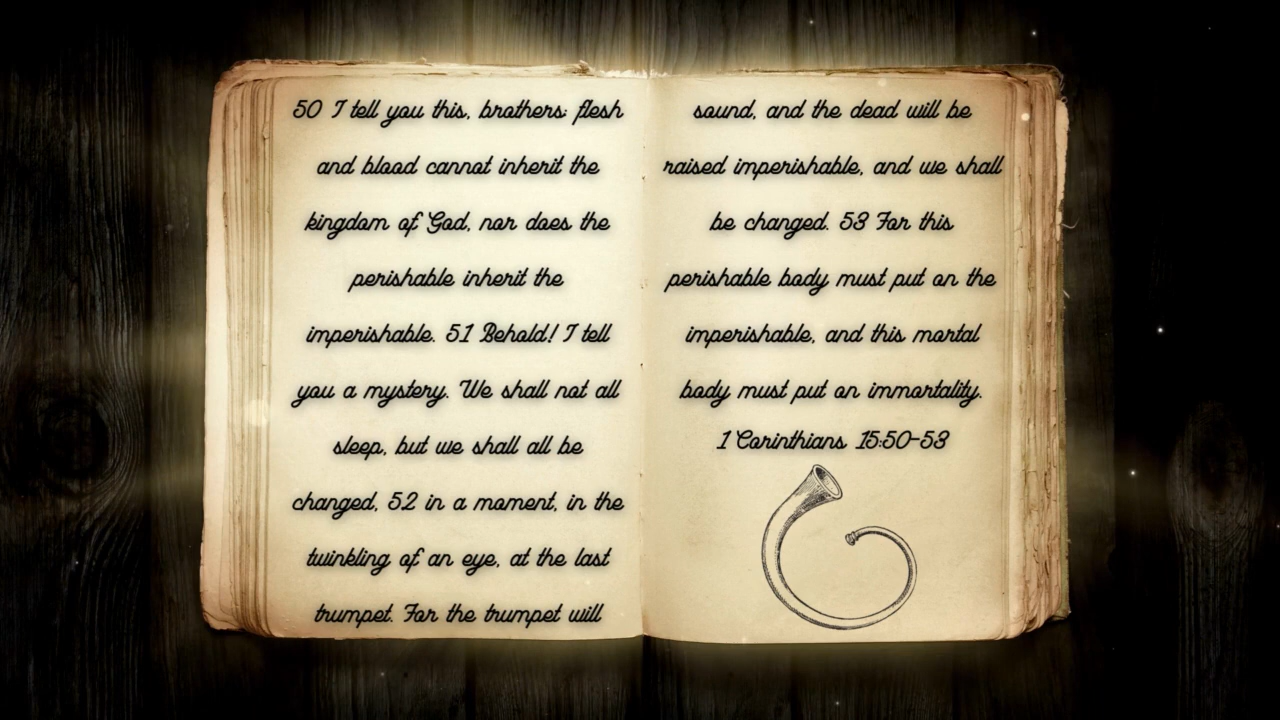 50 I tell you this, brothers: flesh
and blood cannot inherit the
kingdom of God, nor does the
perishable inherit the
imperishable. 51 Behold! I tell
you a mystery. We shall not all
sleep, but we shall all be
changed, 52 in a moment, in the
twinkling of an eye, at the last
trumpet. For the trumpet will
sound, and the dead will be
raised imperishable, and we shall
be changed. 53 For this
perishable body must put on the
imperishable, and this mortal
body must put on immortality.
1 Corinthians 15:50-53